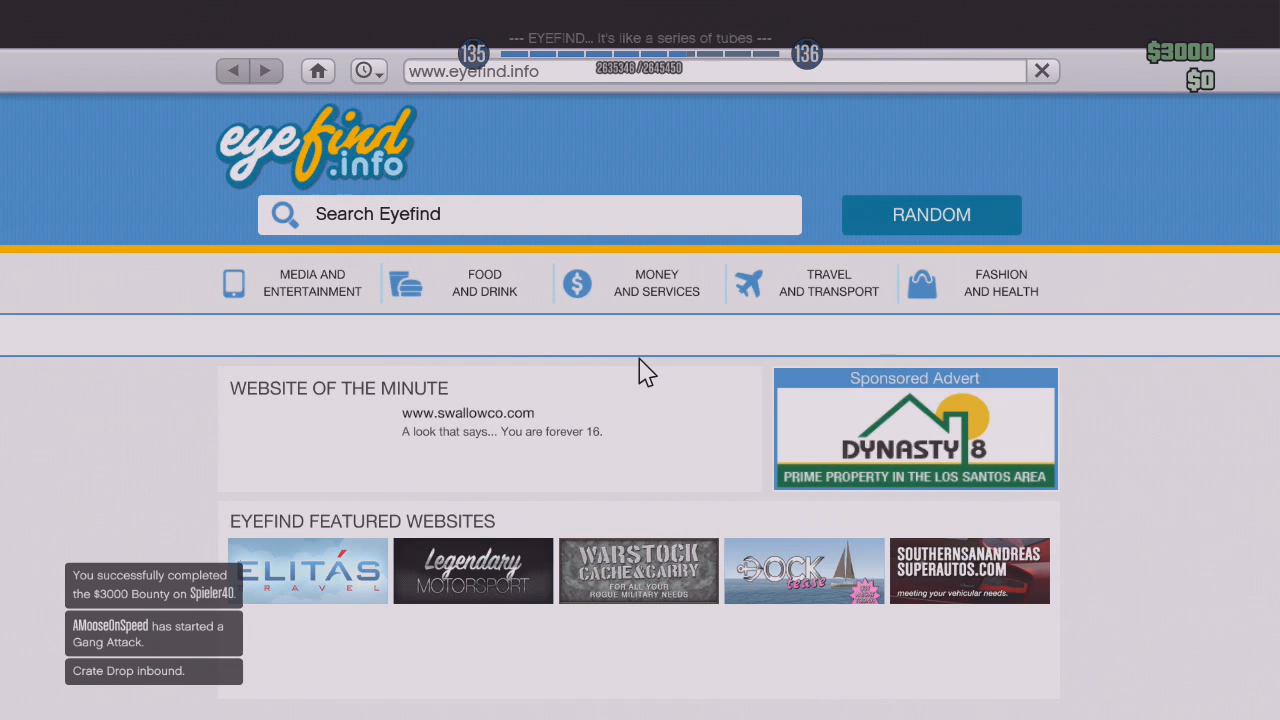 --- EYEFIND... It's like a series of tubes ---
135
136
2635346 /2645450
$3000
$0
www.eyefind.info
eyefind
.info
Search Eyefind
RANDOM
MEDIA AND
ENTERTAINMENT
FOOD
AND DRINK
MONEY
AND SERVICES
TRAVEL
AND TRANSPORT
FASHION
AND HEALTH
WEBSITE OF THE MINUTE
www.swallowco.com
A look that says... You are forever 16.
Sponsored Advert
DYNASTY 8
PRIME PROPERTY IN THE LOS SANTOS AREA
EYEFIND FEATURED WEBSITES
ELITÁS
TRAVEL
Legendary
MOTORSPORT
WARSTOCK
CACHE & CARRY
FOR ALL YOUR
ROGUE MILITARY NEEDS
DOCK
tease
SOUTHERNSANANDREAS
SUPERAUTOS.COM
meeting your vehicular needs.
You successfully completed
the $3000 Bounty on Spieler40.
AMooseOnSpeed has started a
Gang Attack.
Crate Drop inbound.